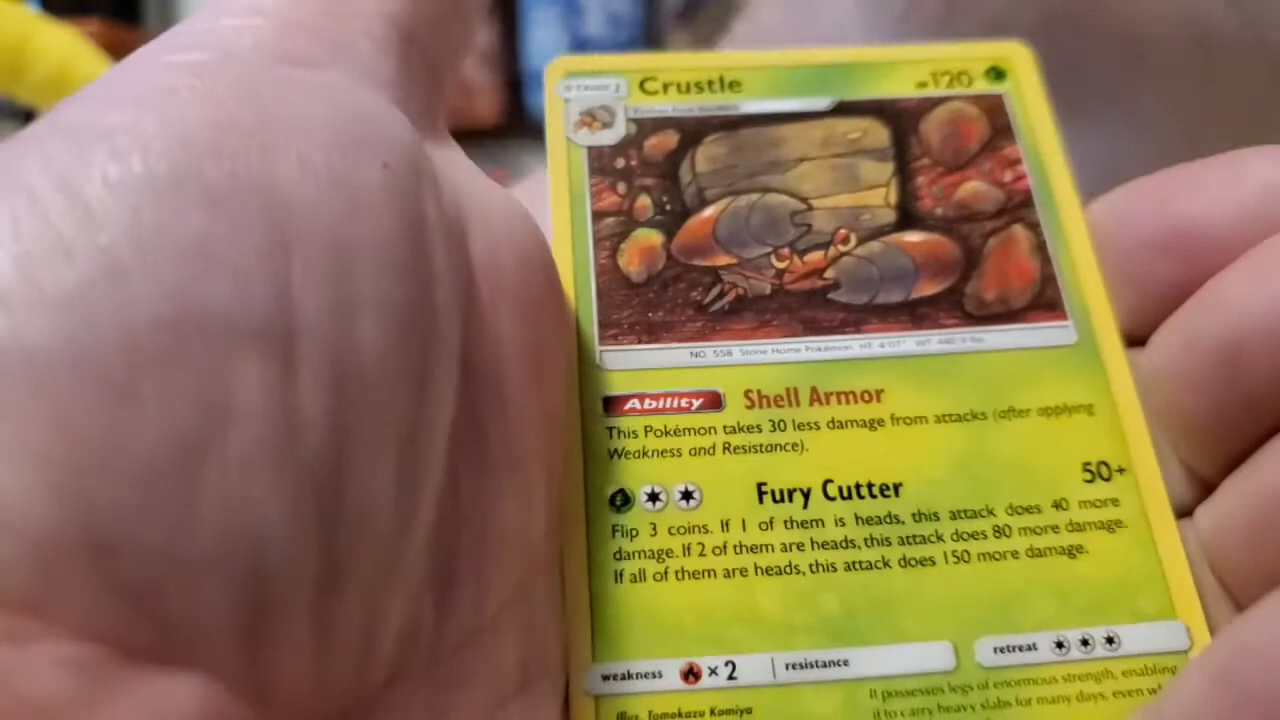 STAGE 1 Crustle HP 120
Evolves from Dwebble
NO. 558 Stone Home Pokémon HT: 4'07" WT: 440.9 lbs.
Ability Shell Armor
This Pokémon takes 30 less damage from attacks (after applying
Weakness and Resistance).
Fury Cutter 50+
Flip 3 coins. If 1 of them is heads, this attack does 40 more
damage. If 2 of them are heads, this attack does 80 more damage.
If all of them are heads, this attack does 150 more damage.
weakness ×2 resistance retreat
It possesses legs of enormous strength, enabling
it to carry heavy slabs for many days, even
Illus. Tomokazu Komiya